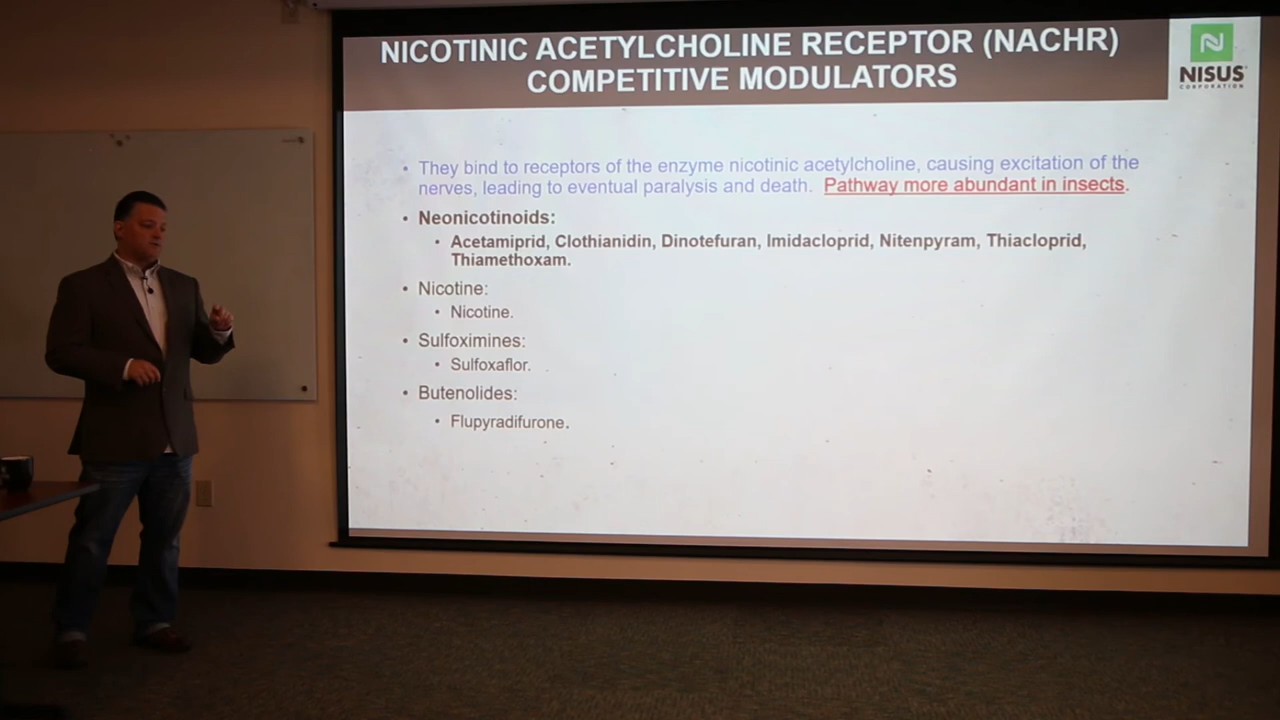 NICOTINIC ACETYLCHOLINE RECEPTOR (NACHR)
COMPETITIVE MODULATORS
NISUS
CORPORATION
• They bind to receptors of the enzyme nicotinic acetylcholine, causing excitation of the
nerves, leading to eventual paralysis and death. Pathway more abundant in insects.
• Neonicotinoids:
• Acetamiprid, Clothianidin, Dinotefuran, Imidacloprid, Nitenpyram, Thiacloprid,
Thiamethoxam.
• Nicotine:
• Nicotine.
• Sulfoximines:
• Sulfoxaflor.
• Butenolides:
• Flupyradifurone.